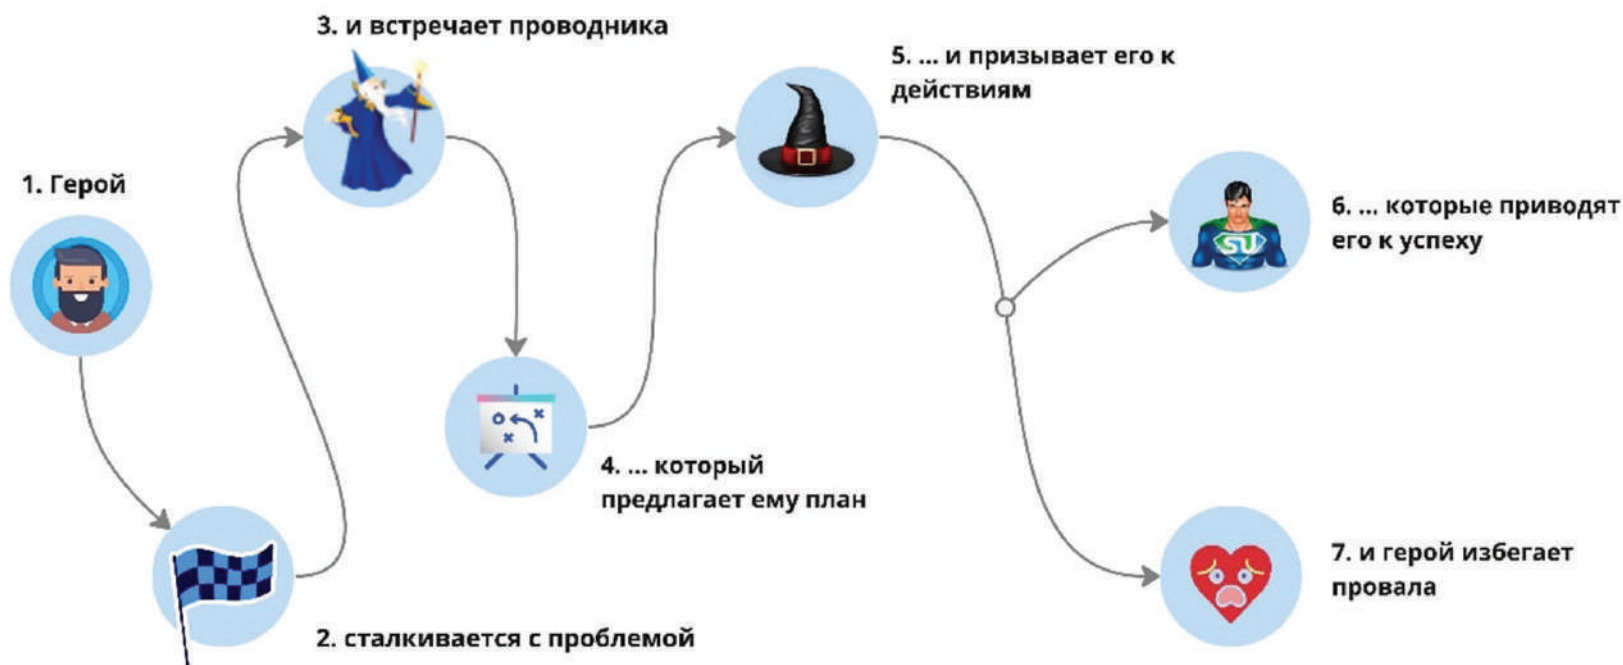 1. Герой
2. сталкивается с проблемой
3. и встречает проводника
4. ... который
предлагает ему план
5. ... и призывает его к
действиям
6. ... которые приводят
его к успеху
SU
7. и герой избегает
провала